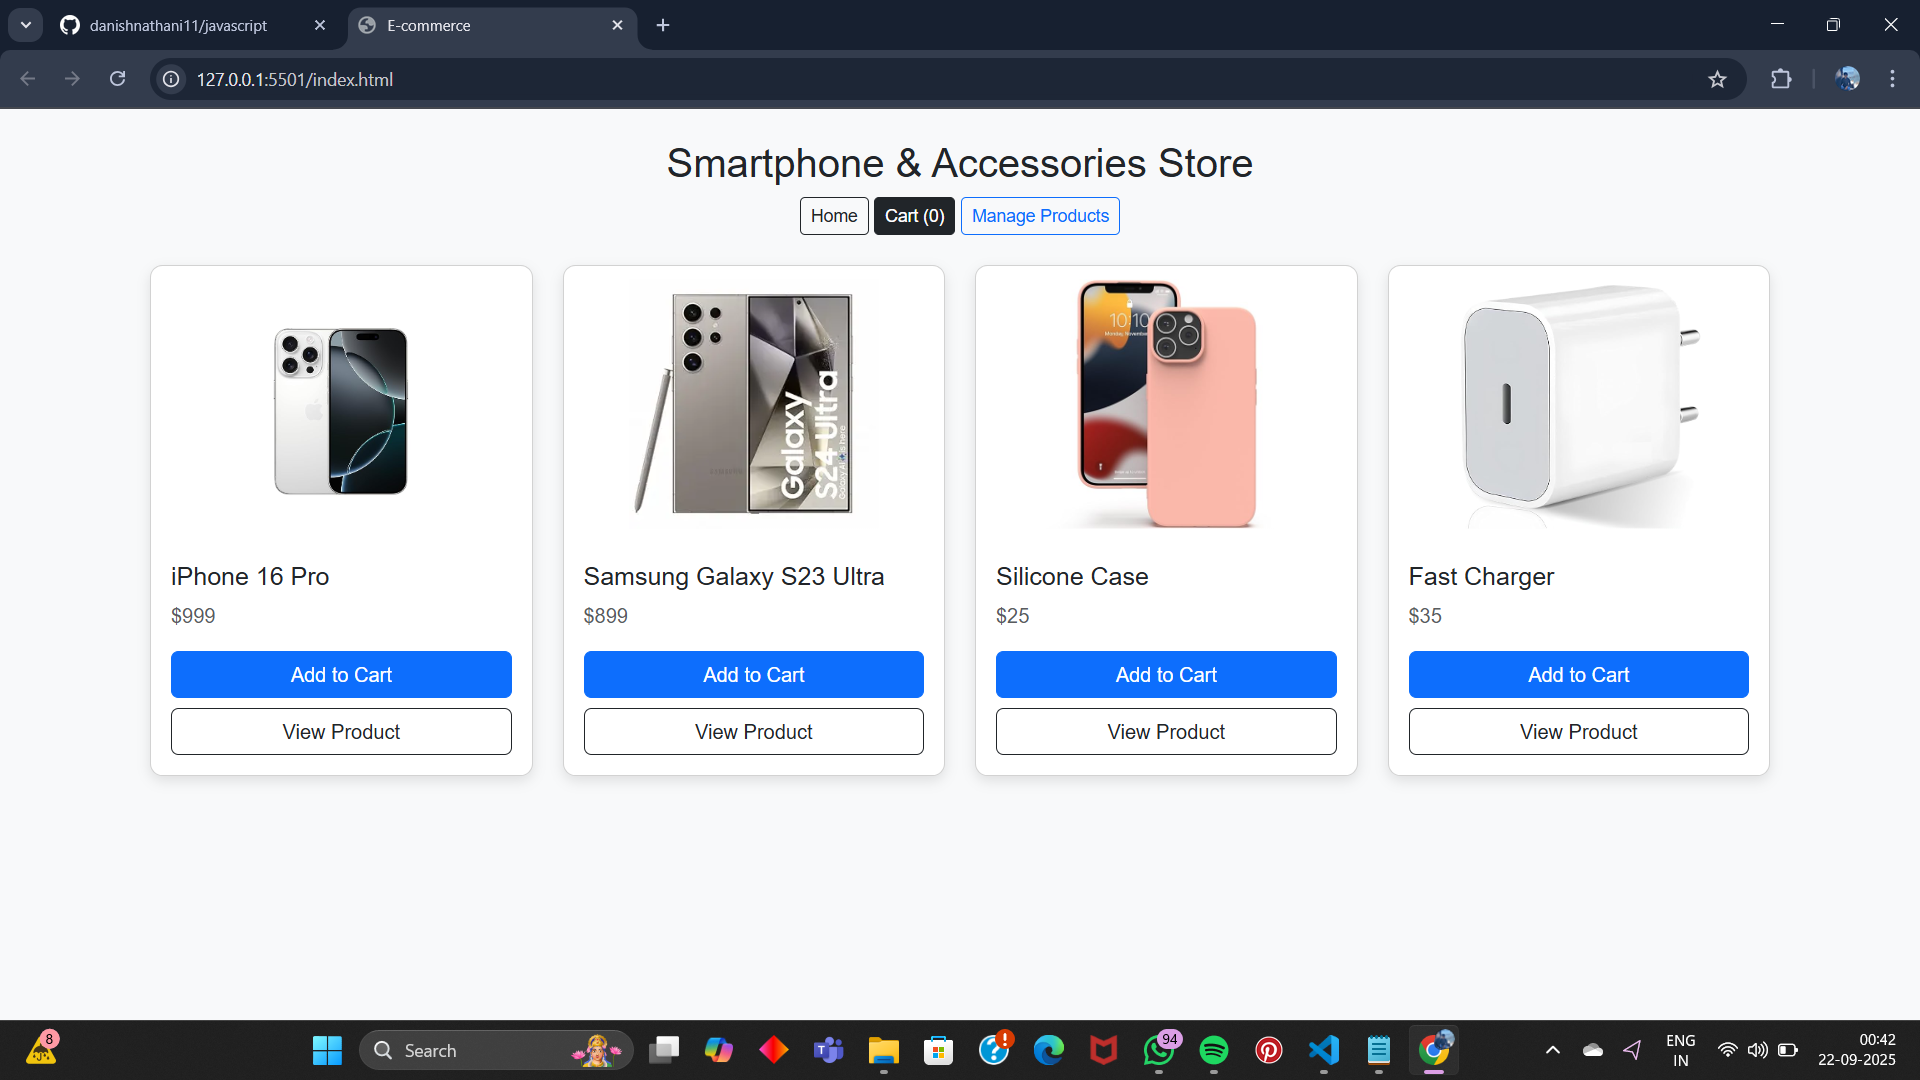 danishnathani11/javascript
E-commerce
127.0.0.1:5501/index.html
Smartphone & Accessories Store
Home
Cart (0)
Manage Products
10:10
Galaxy
S24 Ultra
iPhone 16 Pro
Samsung Galaxy S23 Ultra
Silicone Case
Fast Charger
$999
$899
$25
$35
Add to Cart
Add to Cart
Add to Cart
Add to Cart
View Product
View Product
View Product
View Product
8
Search
94
ENG
IN
00:42
22-09-2025